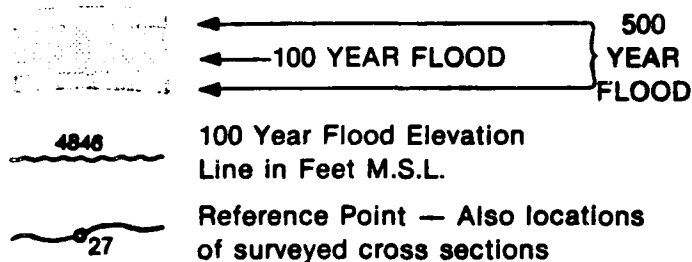 500
100 YEAR FLOOD YEAR
FLOOD
4846 100 Year Flood Elevation
Line in Feet M.S.L.
Reference Point — Also locations
27 of surveyed cross sections